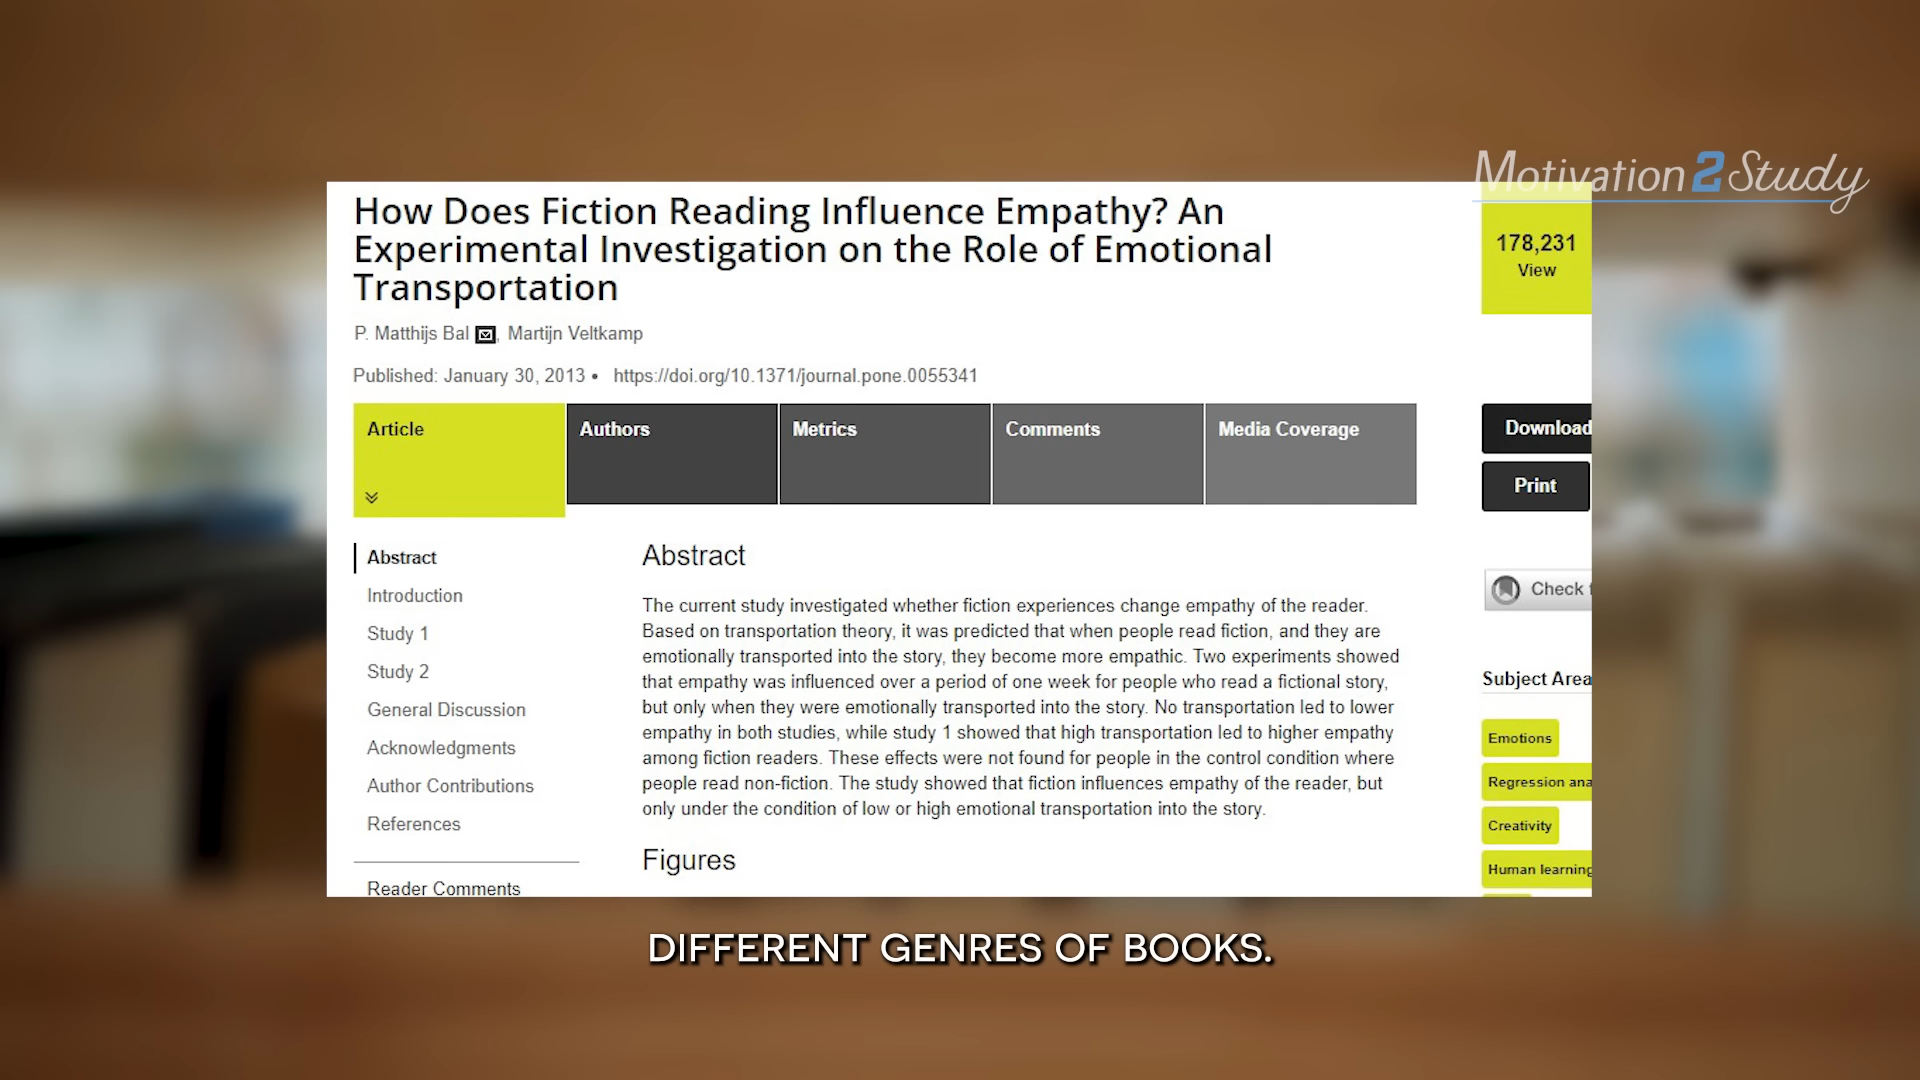 Motivation2Study
How Does Fiction Reading Influence Empathy? An
Experimental Investigation on the Role of Emotional
Transportation
P. Matthijs Bal , Martijn Veltkamp
Published: January 30, 2013 • https://doi.org/10.1371/journal.pone.0055341
178,231
View
Article
Authors
Metrics
Comments
Media Coverage
Download
Print
Abstract
Introduction
Study 1
Study 2
General Discussion
Acknowledgments
Author Contributions
References
Reader Comments
Abstract
The current study investigated whether fiction experiences change empathy of the reader.
Based on transportation theory, it was predicted that when people read fiction, and they are
emotionally transported into the story, they become more empathic. Two experiments showed
that empathy was influenced over a period of one week for people who read a fictional story,
but only when they were emotionally transported into the story. No transportation led to lower
empathy in both studies, while study 1 showed that high transportation led to higher empathy
among fiction readers. These effects were not found for people in the control condition where
people read non-fiction. The study showed that fiction influences empathy of the reader, but
only under the condition of low or high emotional transportation into the story.
Figures
Check
Subject Area
Emotions
Regression ana
Creativity
Human learning
DIFFERENT GENRES OF BOOKS.